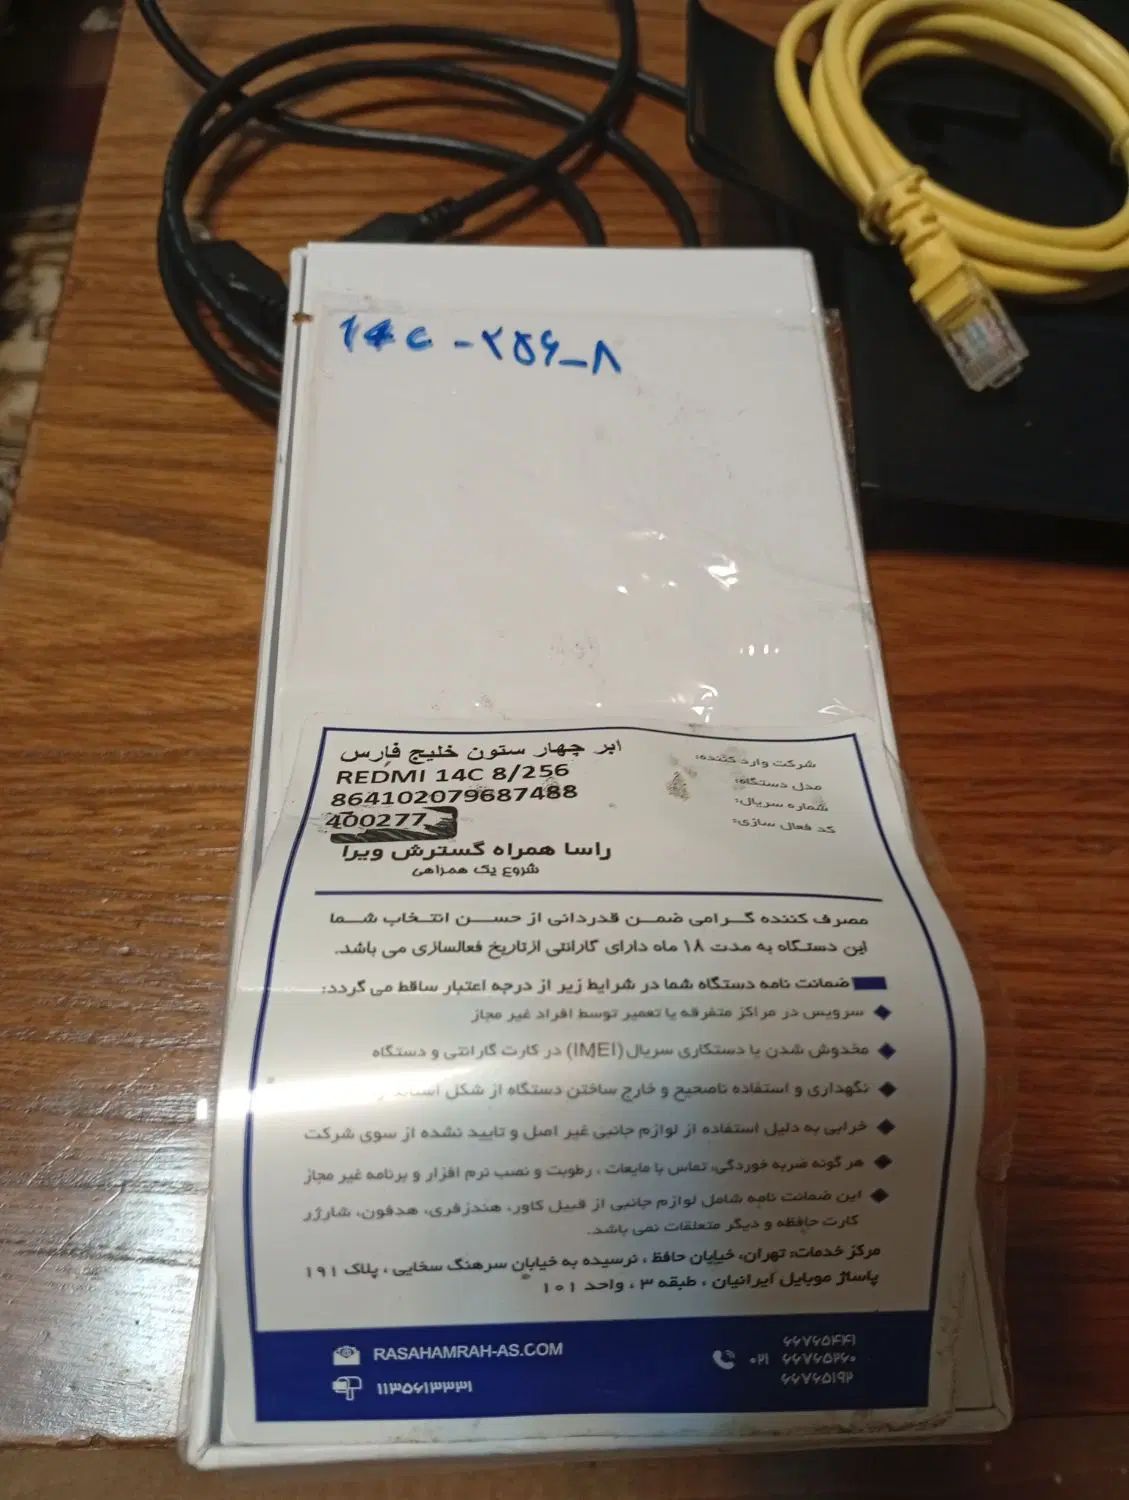 14c - ۲۵۶ - ۸
شرکت وارد کننده: ابر چهار ستون خلیج فارس
مدل دستگاه: REDMI 14C 8/256
شماره سریال: 864102079687488
کد فعال سازی: 400277
راسا همراه گسترش ویرا
شروع یک همراهی
مصرف کننده گرامی ضمن قدردانی از حسن انتخاب شما
این دستگاه به مدت ۱۸ ماه دارای گارانتی ازتاریخ فعالسازی می باشد.
ضمانت نامه دستگاه شما در شرایط زیر از درجه اعتبار ساقط می گردد:
سرویس در مراکز متفرقه یا تعمیر توسط افراد غیر مجاز
مخدوش شدن یا دستکاری سریال (IMEI) در کارت گارانتی و دستگاه
نگهداری و استفاده ناصحیح و خارج ساختن دستگاه از شکل
خرابی به دلیل استفاده از لوازم جانبی غیر اصل و تایید نشده از سوی شرکت
هر گونه ضربه خوردگی، تماس با مایعات ، رطوبت و نصب نرم افزار و برنامه غیر مجاز
این ضمانت نامه شامل لوازم جانبی از قبیل کاور، هندزفری، هدفون، شارژر
کارت حافظه و دیگر متعلقات نمی باشد.
مرکز خدمات: تهران، خیابان حافظ ، نرسیده به خیابان سرهنگ سخایی ، پلاک ۱۹۱
پاساژ موبایل ایرانیان ، طبقه ۳ ، واحد ۱۰۱
RASAHAMRAH-AS.COM
۱۱۳۵۶۱۳۳۳۱
۶۶۷۶۵۴۴۱
۰۲۱ ۶۶۷۶۵۲۶۰
۶۶۷۶۵۱۹۲